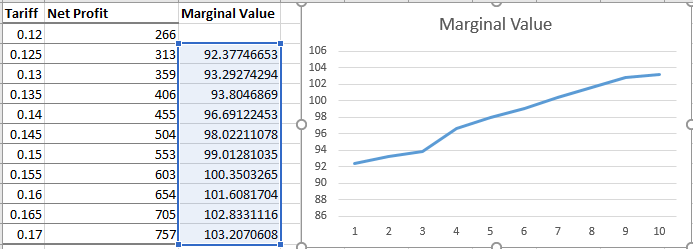 Tariff Net Profit Marginal Value
0.12 266
0.125 313 92.37746653
0.13 359 93.29274294
0.135 406 93.8046869
0.14 455 96.69122453
0.145 504 98.02211078
0.15 553 99.01281035
0.155 603 100.3503265
0.16 654 101.6081704
0.165 705 102.8331116
0.17 757 103.2070608
Marginal Value
106
104
102
100
98
96
94
92
90
88
86
1 2 3 4 5 6 7 8 9 10